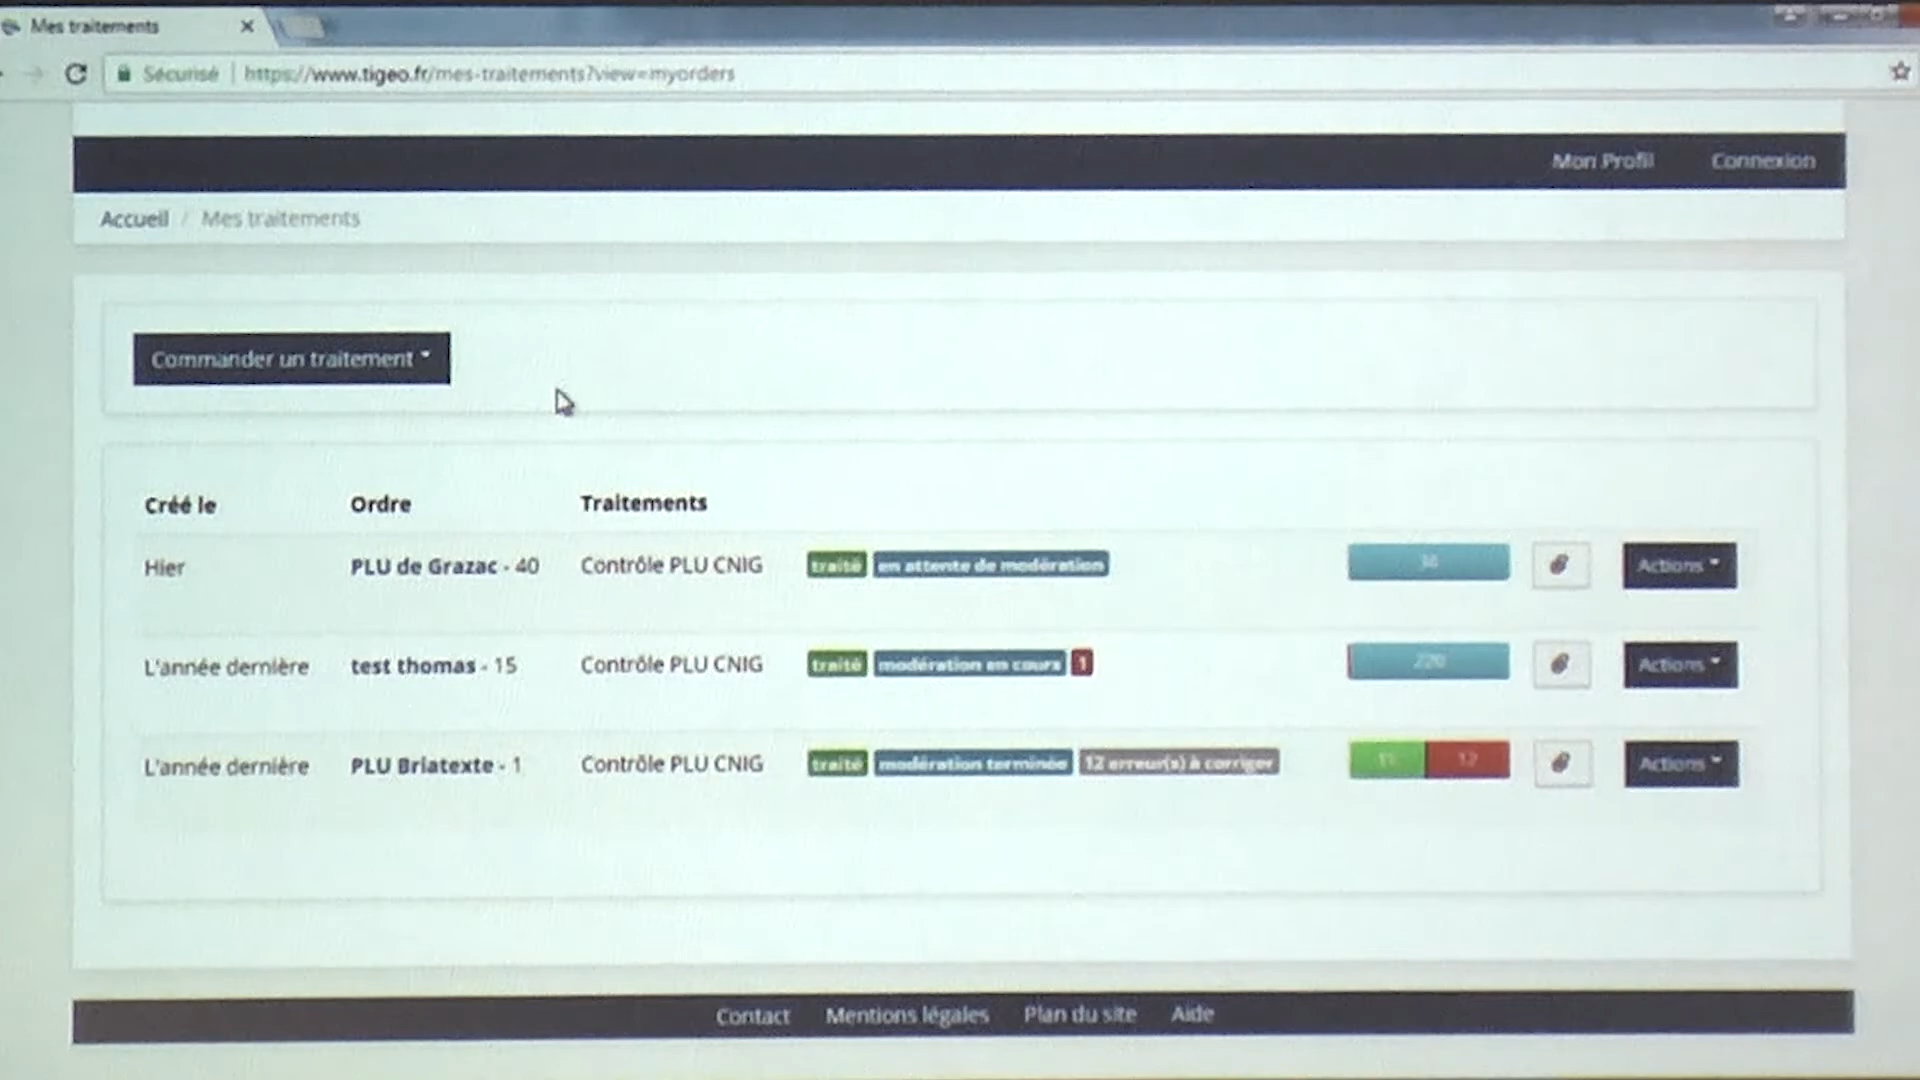 Mes traitements
Sécurisé | https://www.tigeo.fr/mes-traitements?view=myorders
Mon Profil Connexion
Accueil / Mes traitements
Commander un traitement
Créé le Ordre Traitements
Hier PLU de Grazac - 40 Contrôle PLU CNIG traité en attente de modération 36 Actions
L'année dernière test thomas - 15 Contrôle PLU CNIG traité modération en cours 1 220 Actions
L'année dernière PLU Briatexte - 1 Contrôle PLU CNIG traité modération terminée 12 erreur(s) à corriger 11 12 Actions
Contact Mentions légales Plan du site Aide